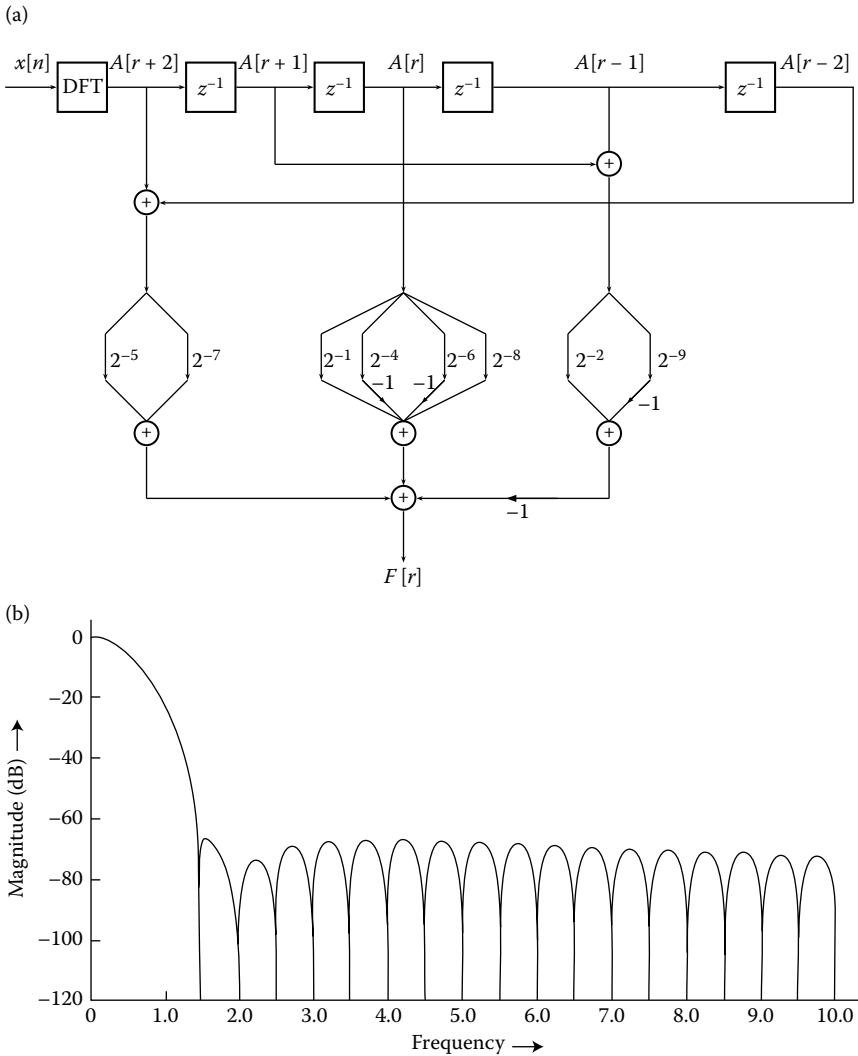 (a)
x[n] A[r + 2] A[r + 1] A[r] A[r – 1] A[r – 2]
DFT z⁻¹ z⁻¹ z⁻¹ z⁻¹
+
+
2⁻⁵ 2⁻⁷ 2⁻¹ 2⁻⁴ 2⁻⁶ 2⁻⁸ 2⁻² 2⁻⁹
–1 –1 –1
+ + +
+ –1
F [r]
(b)
0
–20
–40
–60
–80
–100
–120
Magnitude (dB)
0 1.0 2.0 3.0 4.0 5.0 6.0 7.0 8.0 9.0 10.0
Frequency